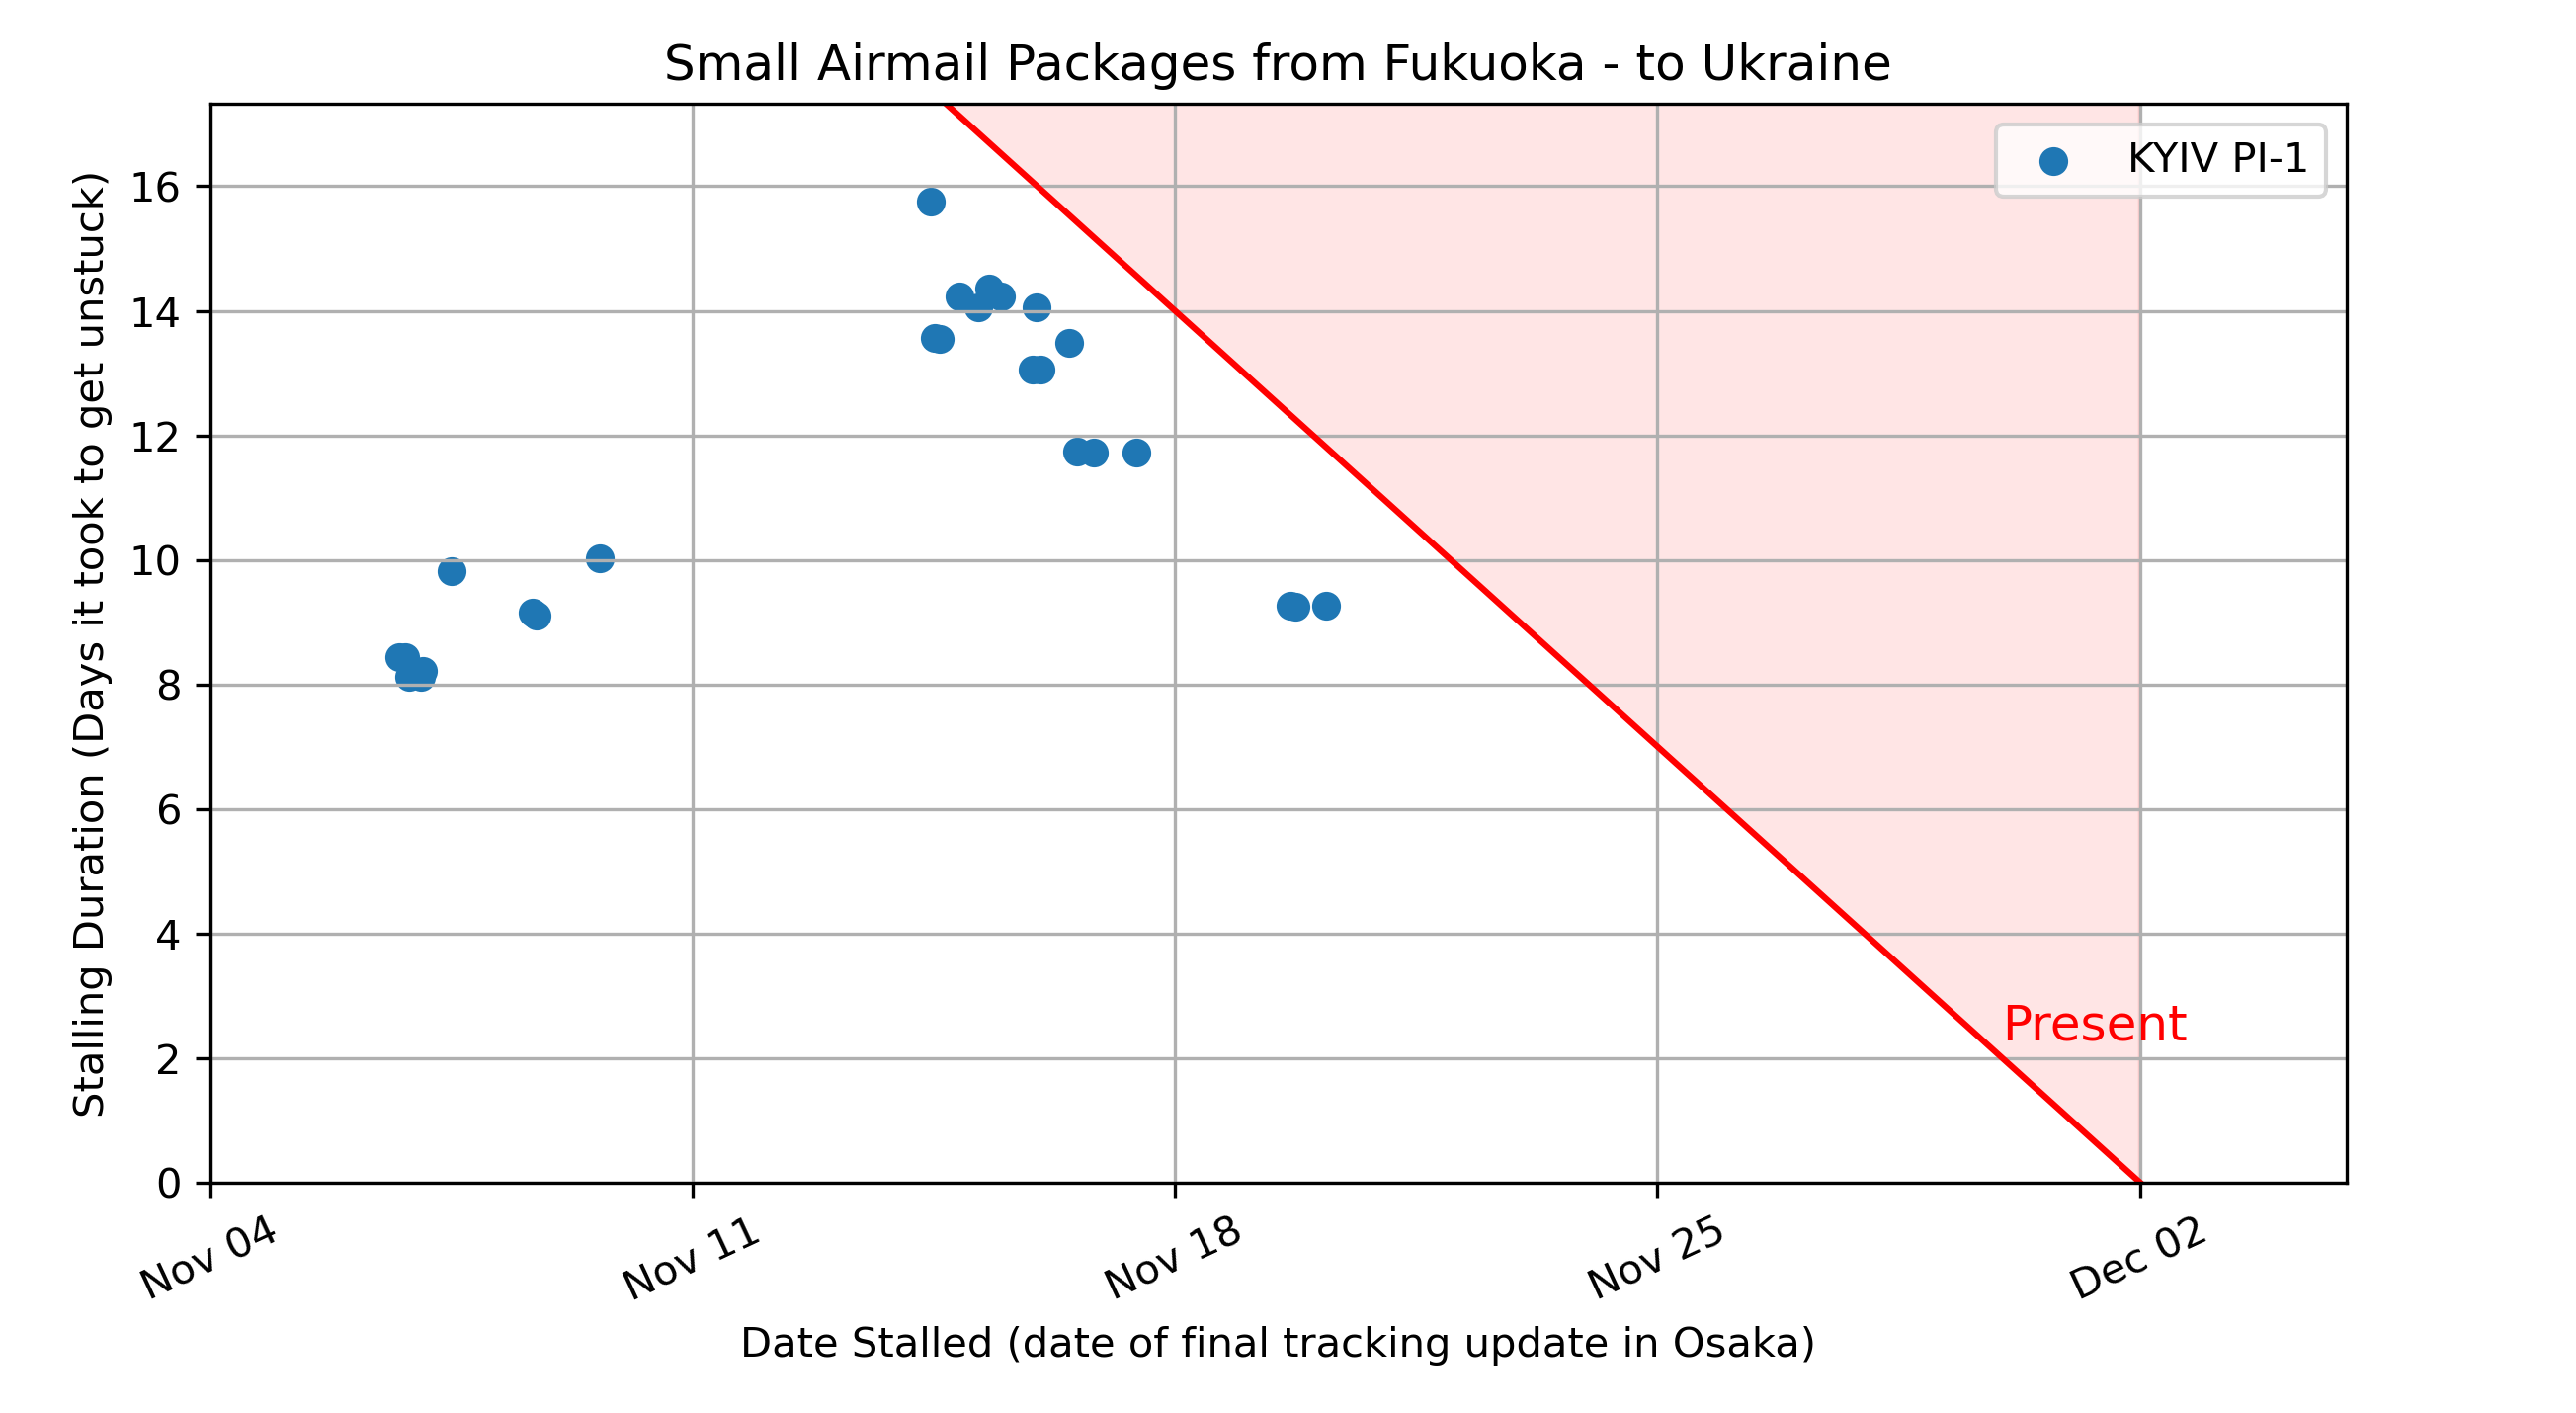 Small Airmail Packages from Fukuoka - to Ukraine
KYIV PI-1
Stalling Duration (Days it took to get unstuck)
16
14
12
10
8
6
4
2
0
Present
Nov 04
Nov 11
Nov 18
Nov 25
Dec 02
Date Stalled (date of final tracking update in Osaka)